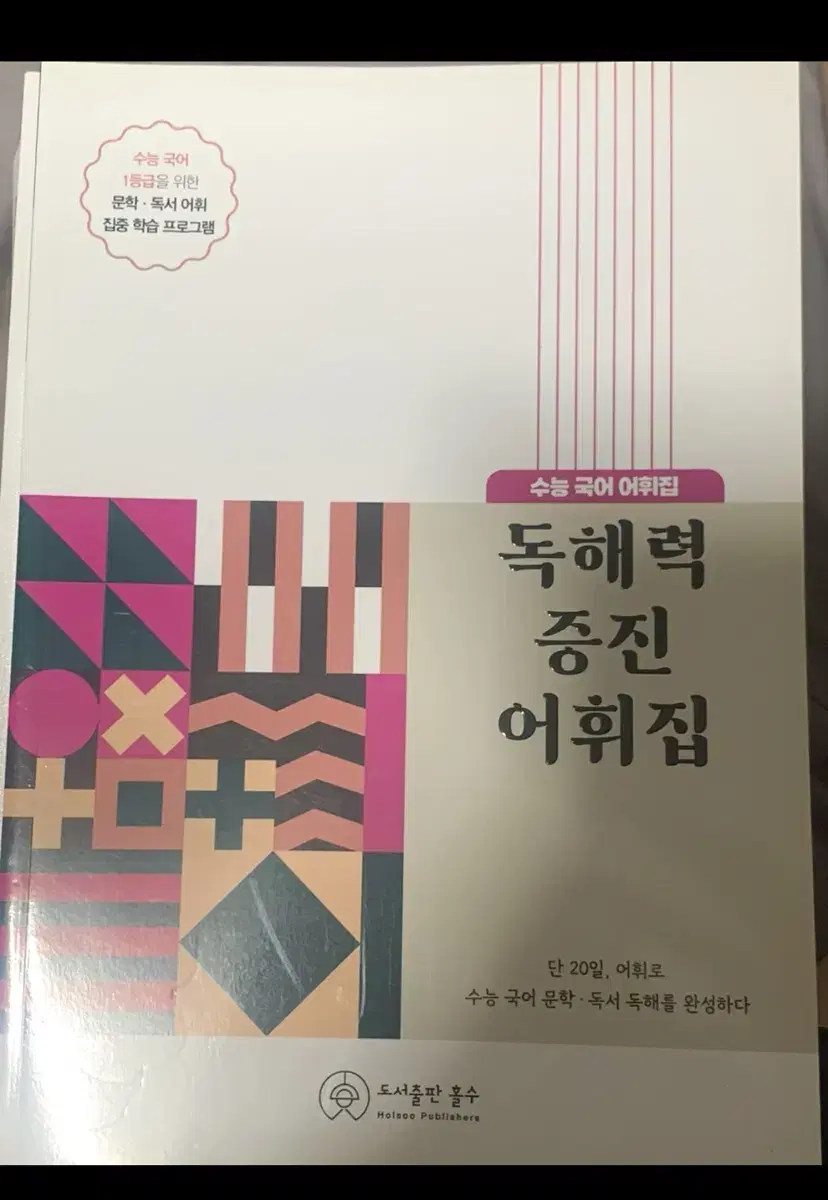 수능 국어
1등급을 위한
문학 · 독서 어휘
집중 학습 프로그램
수능 국어 어휘집
독해력
증진
어휘집
단 20일, 어휘로
수능 국어 문학 · 독서 독해를 완성하다
도서출판 홀수
Holsoo Publishers